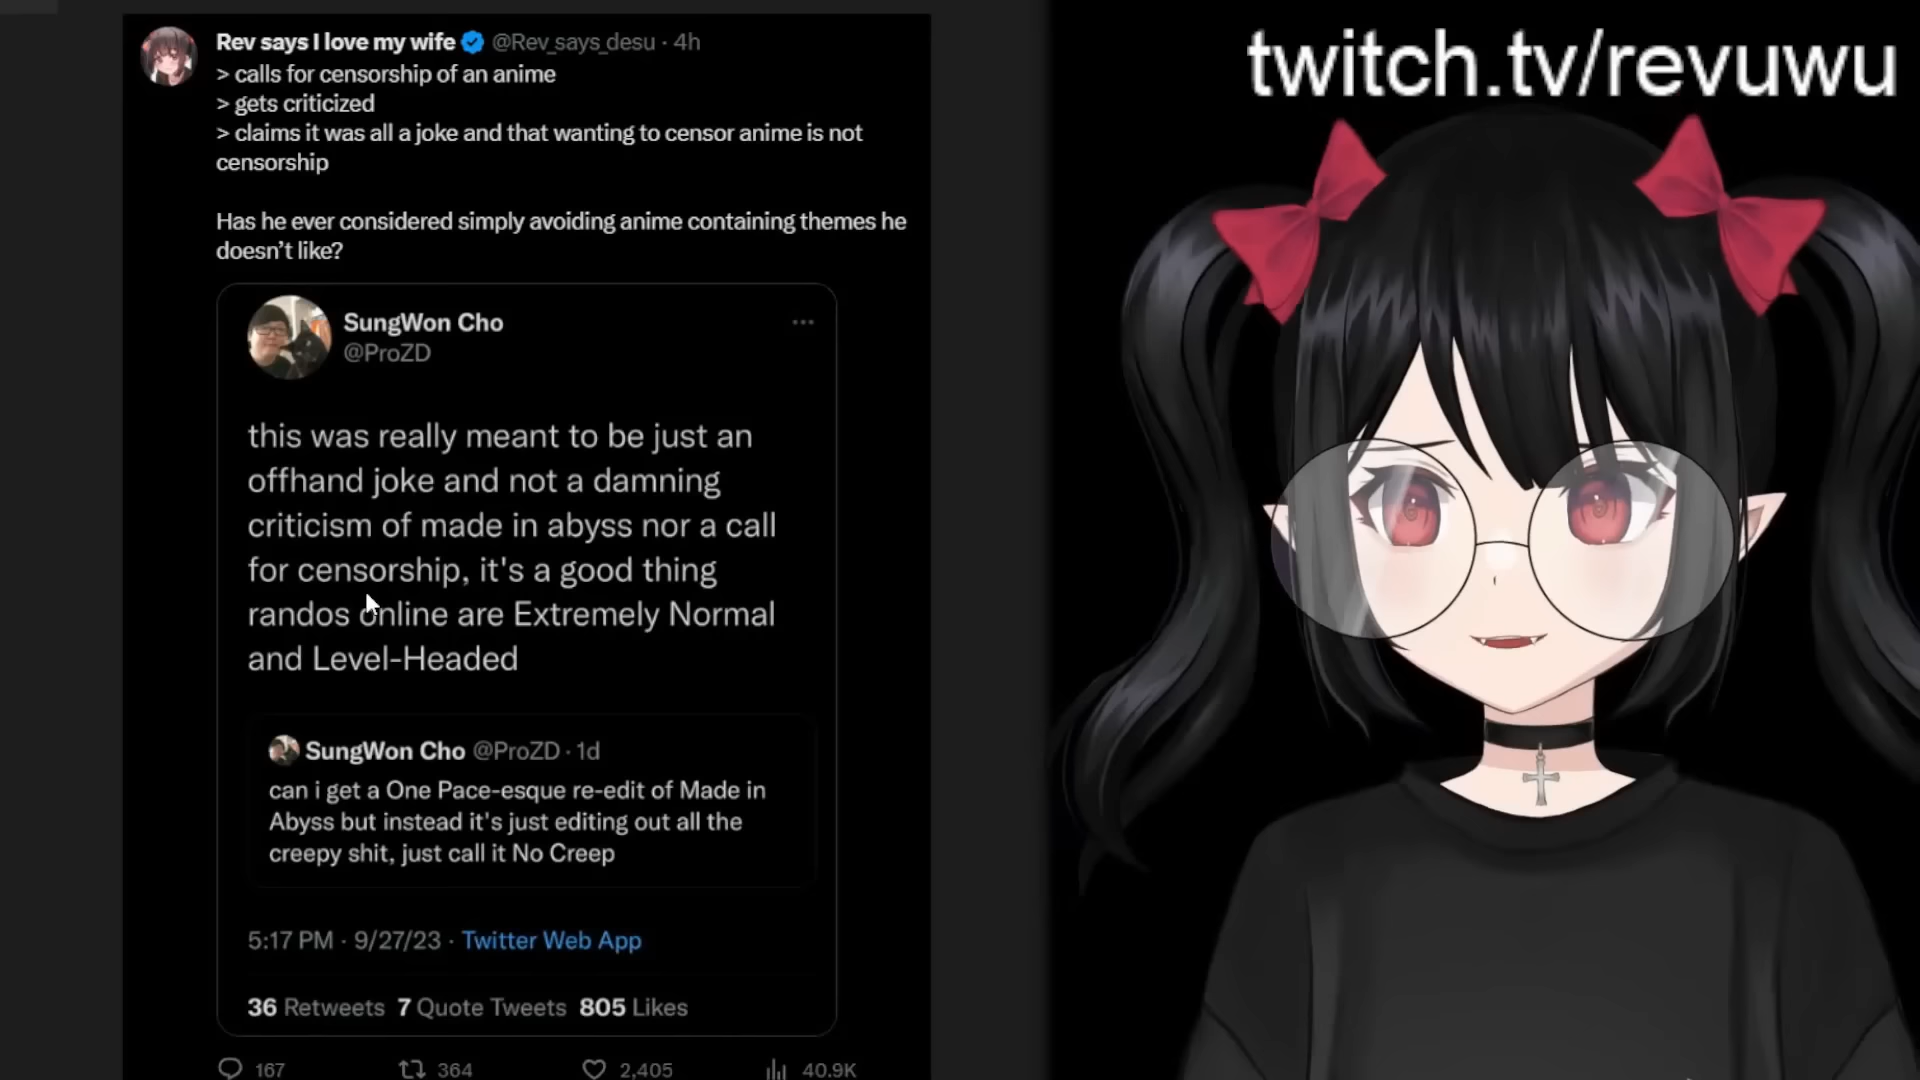 Rev says I love my wife @Rev_says_desu · 4h
> calls for censorship of an anime
> gets criticized
> claims it was all a joke and that wanting to censor anime is not
censorship
Has he ever considered simply avoiding anime containing themes he
doesn't like?
SungWon Cho
@ProZD
this was really meant to be just an
offhand joke and not a damning
criticism of made in abyss nor a call
for censorship, it's a good thing
randos online are Extremely Normal
and Level-Headed
SungWon Cho @ProZD · 1d
can i get a One Pace-esque re-edit of Made in
Abyss but instead it's just editing out all the
creepy shit, just call it No Creep
5:17 PM · 9/27/23 · Twitter Web App
36 Retweets 7 Quote Tweets 805 Likes
167 364 2,405 40.9K
twitch.tv/revuwu